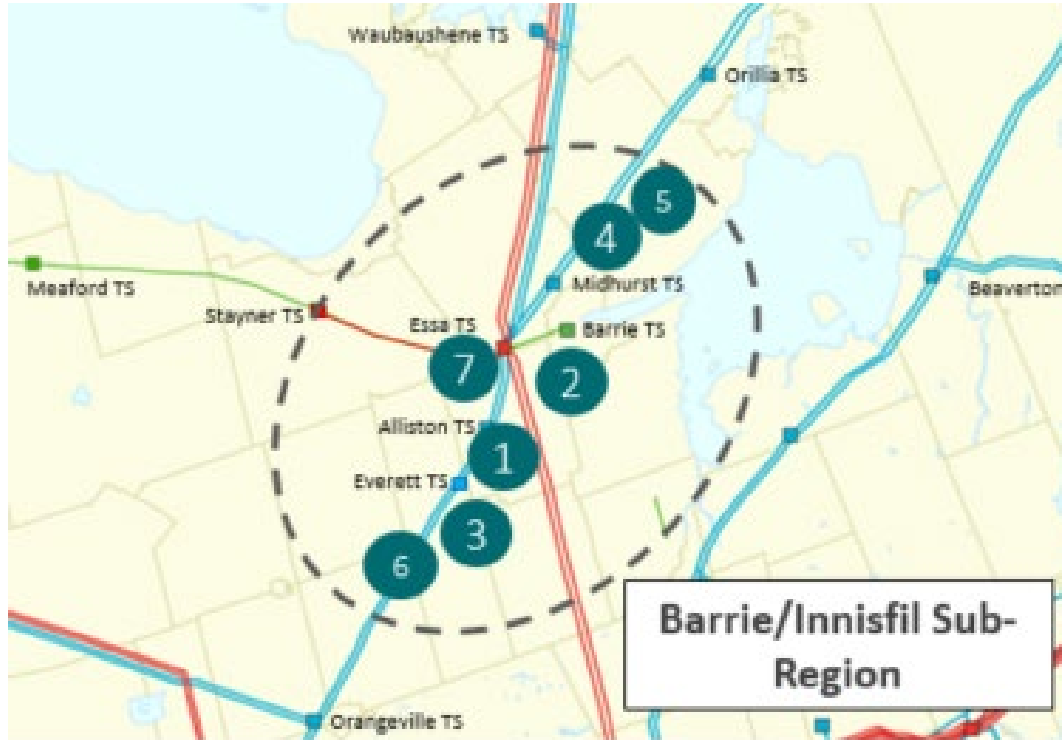 Waubaushene TS
Orillia TS
5
4
Meaford TS
Midhurst TS
Beaverton
Stayner TS
Essa TS
Barrie TS
7
2
Alliston TS
1
Everett TS
3
6
Barrie/Innisfil Sub-
Region
Orangeville TS